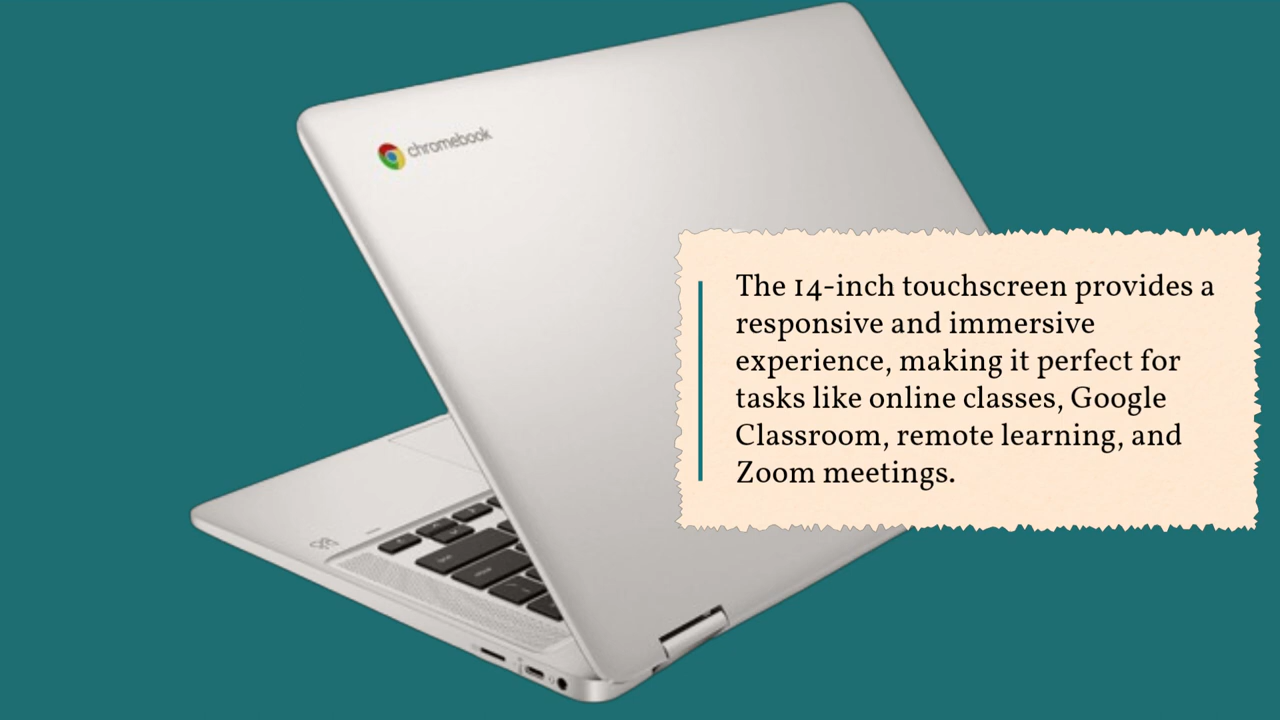 chromebook
The 14-inch touchscreen provides a
responsive and immersive
experience, making it perfect for
tasks like online classes, Google
Classroom, remote learning, and
Zoom meetings.